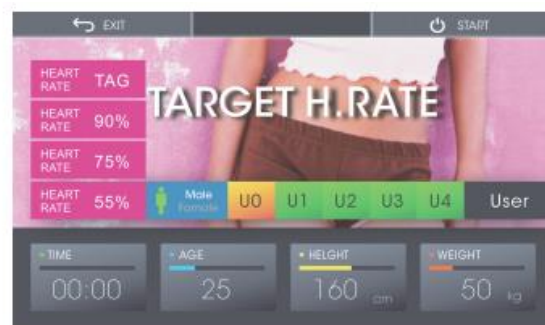 EXIT
START
TARGET H.RATE
HEART RATE TAG
HEART RATE 90%
HEART RATE 75%
HEART RATE 55%
Male
Female
U0 U1 U2 U3 U4 User
TIME
00:00
AGE
25
HELGHT
160 cm
WEIGHT
50 kg